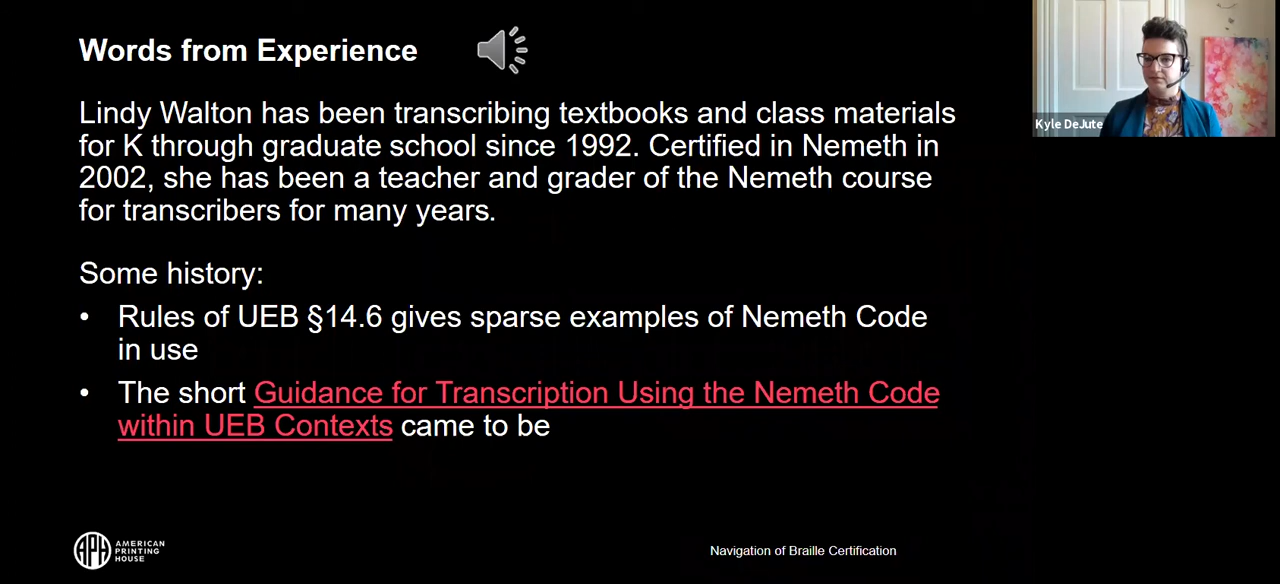 Words from Experience
Lindy Walton has been transcribing textbooks and class materials
for K through graduate school since 1992. Certified in Nemeth in
2002, she has been a teacher and grader of the Nemeth course
for transcribers for many years.
Some history:
• Rules of UEB §14.6 gives sparse examples of Nemeth Code
in use
• The short Guidance for Transcription Using the Nemeth Code
within UEB Contexts came to be
Kyle DeJute
APH AMERICAN
PRINTING
HOUSE
Navigation of Braille Certification